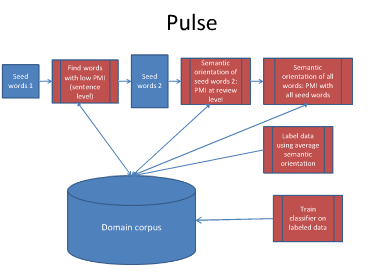 Pulse
Seed
words 1
Find words
with low PMI
(sentence
level)
Seed
words 2
Semantic
orientation of
seed words 2:
PMI at review
level
Semantic
orientation of all
words: PMI with
all seed words
Label data
using average
semantic
orientation
Domain corpus
Train
classifier on
labeled data